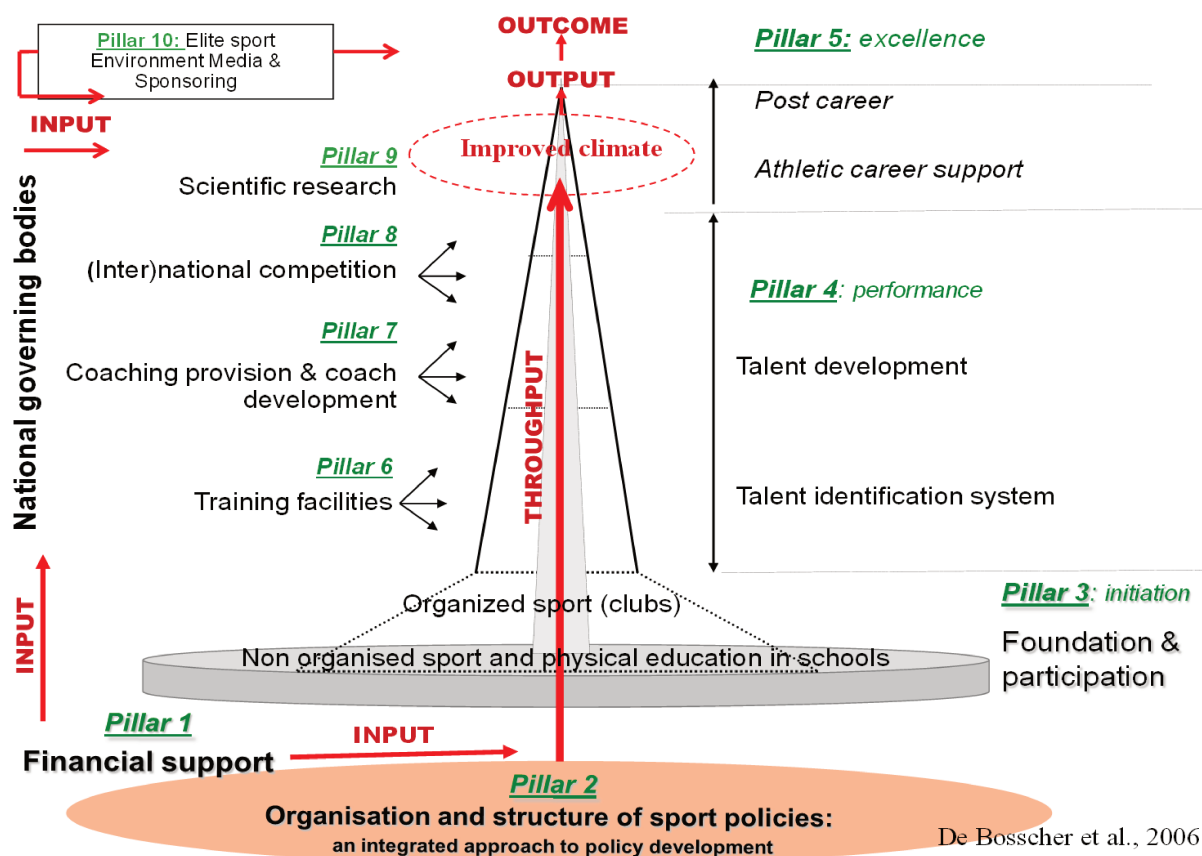 OUTCOME
Pillar 10: Elite sport
Environment Media &
Sponsoring
Pillar 5: excellence
OUTPUT
Post career
INPUT
Improved climate
Pillar 9
Scientific research
Athletic career support
National governing bodies
Pillar 8
(Inter)national competition
Pillar 4: performance
Pillar 7
Coaching provision & coach
development
Talent development
THROUGHPUT
Pillar 6
Training facilities
Talent identification system
INPUT
Organized sport (clubs)
Pillar 3: initiation
Non organised sport and physical education in schools
Foundation &
participation
Pillar 1
Financial support
INPUT
Pillar 2
Organisation and structure of sport policies:
an integrated approach to policy development
De Bosscher et al., 2006